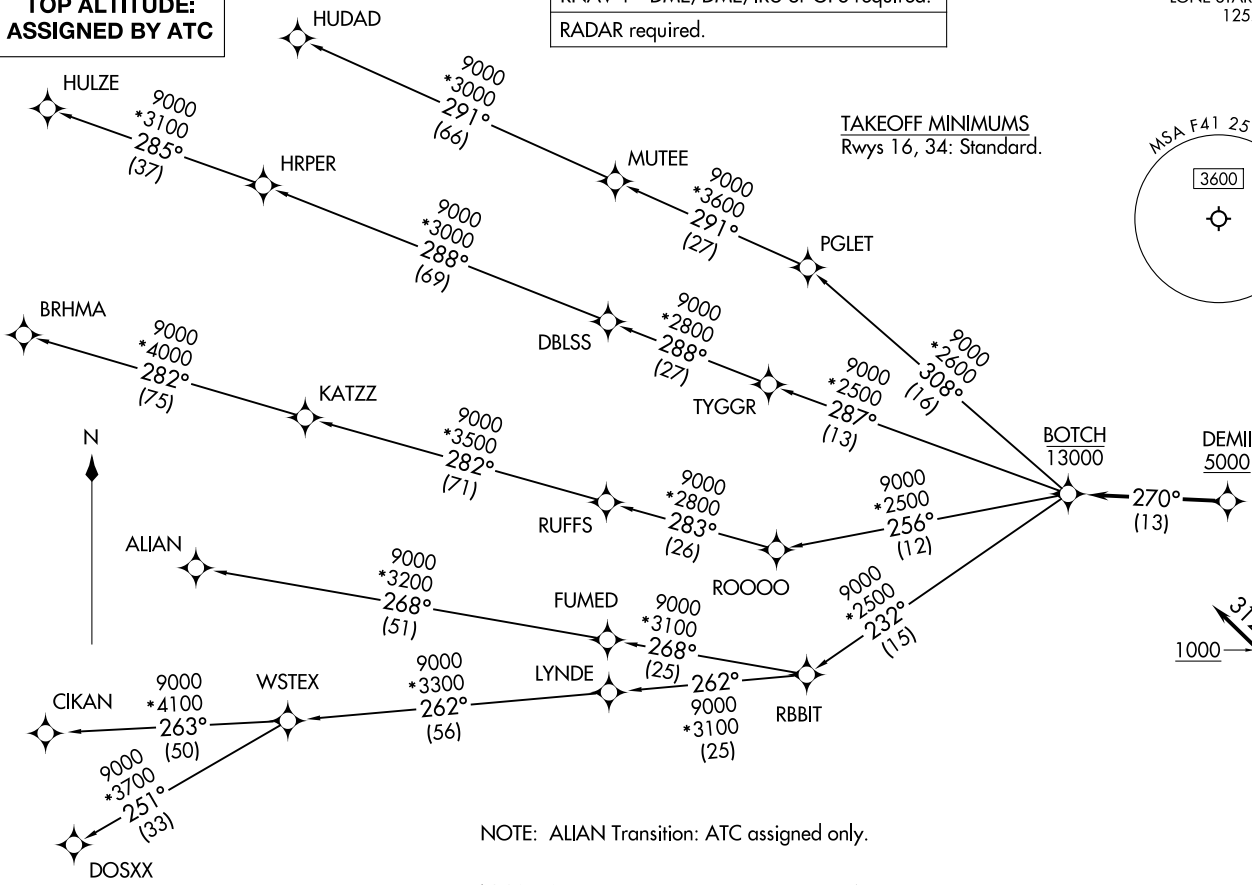 TOP ALTITUDE:
ASSIGNED BY ATC
RADAR required.
HUDAD
HULZE
9000
*3000
291°
(66)
9000
*3100
285°
(37)
TAKEOFF MINIMUMS
Rwys 16, 34: Standard.
MSA F41 25
3600
HRPER
MUTEE
9000
*3600
291°
(27)
9000
*3000
288°
(69)
PGLET
BRHMA
9000
*4000
282°
(75)
DBLSS
9000
*2800
288°
(27)
9000
*2600
308°
(16)
KATZZ
TYGGR
9000
*2500
287°
(13)
N
9000
*3500
282°
(71)
BOTCH
13000
5000
270°
(13)
RUFFS
9000
*2800
283°
(26)
9000
*2500
256°
(12)
ROOOO
ALIAN
9000
*3200
268°
(51)
FUMED
9000
*3100
268°
(25)
9000
*2500
232°
(15)
1000
CIKAN
9000
*4100
263°
(50)
WSTEX
9000
*3300
262°
(56)
LYNDE
262°
9000
*3100
(25)
RBBIT
9000
*3700
251°
(33)
DOSXX
NOTE: ALIAN Transition: ATC assigned only.